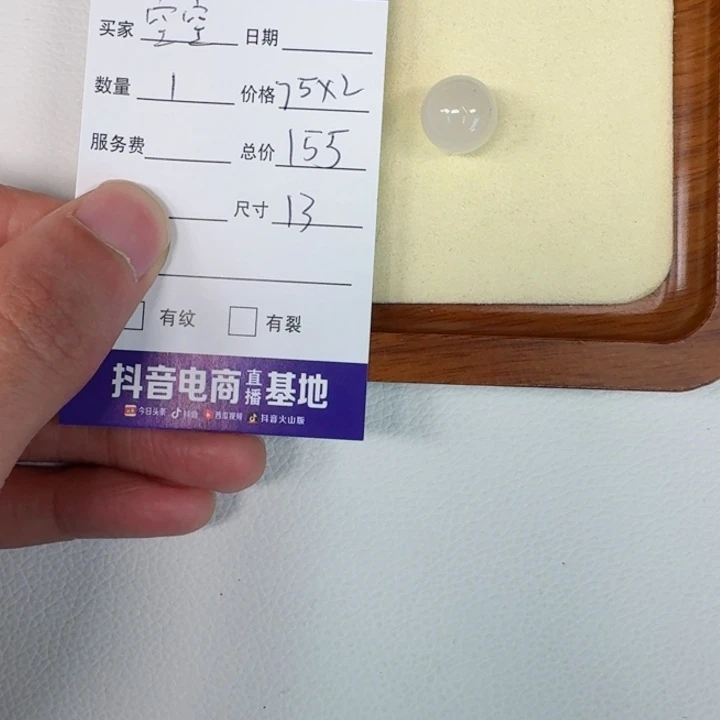 买家 空空 日期
数量 1 价格 75X2
服务费 总价 155
尺寸 13
有纹 有裂
抖音电商直播基地
今日头条 抖音 西瓜视频 抖音火山版